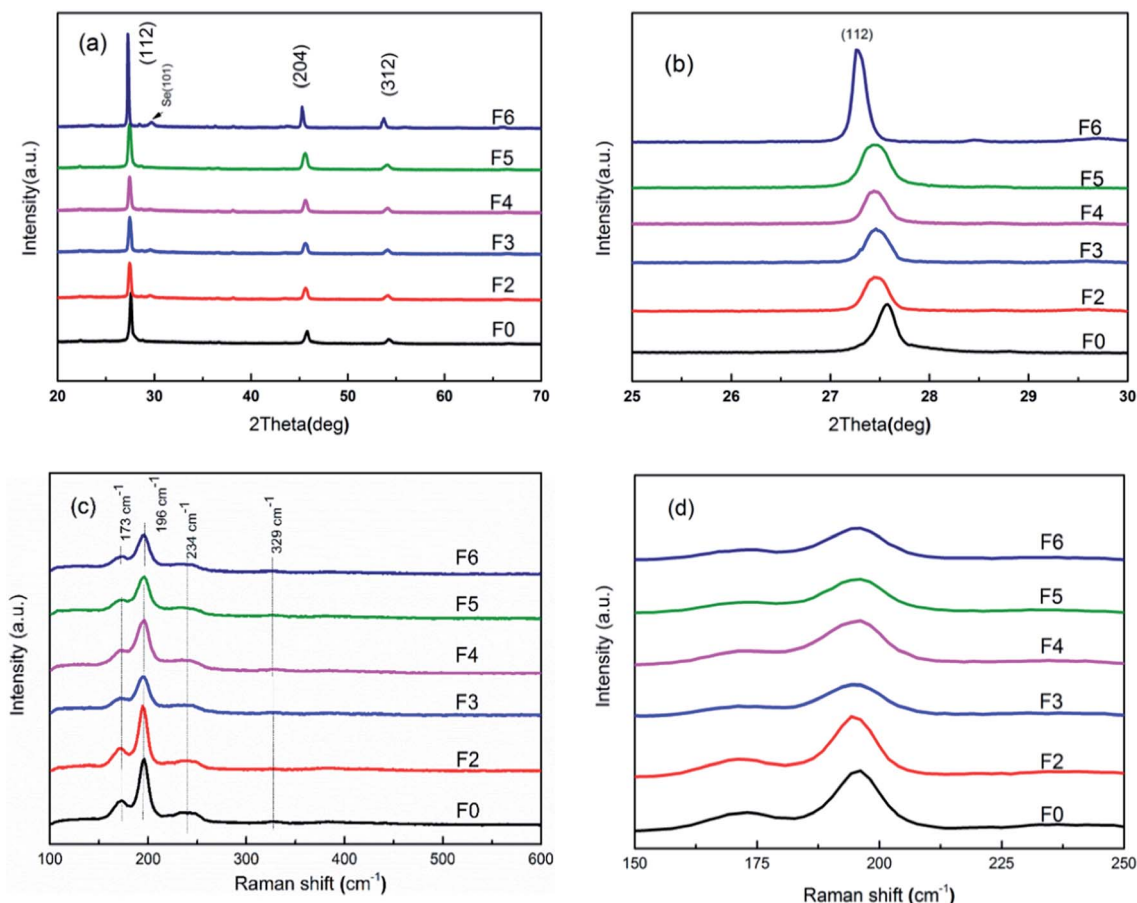 (a)
(112)
Se(101)
(204)
(312)
F6
F5
F4
F3
F2
F0
Intensity(a.u.)
20 30 40 50 60 70
2Theta(deg)
(b)
(112)
F6
F5
F4
F3
F2
F0
Intensity(a.u.)
25 26 27 28 29 30
2Theta(deg)
(c)
173 cm-1
196 cm-1
234 cm-1
329 cm-1
F6
F5
F4
F3
F2
F0
Intensity (a.u.)
100 200 300 400 500 600
Raman shift (cm-1)
(d)
F6
F5
F4
F3
F2
F0
Intensity (a.u.)
150 175 200 225 250
Raman shift (cm-1)